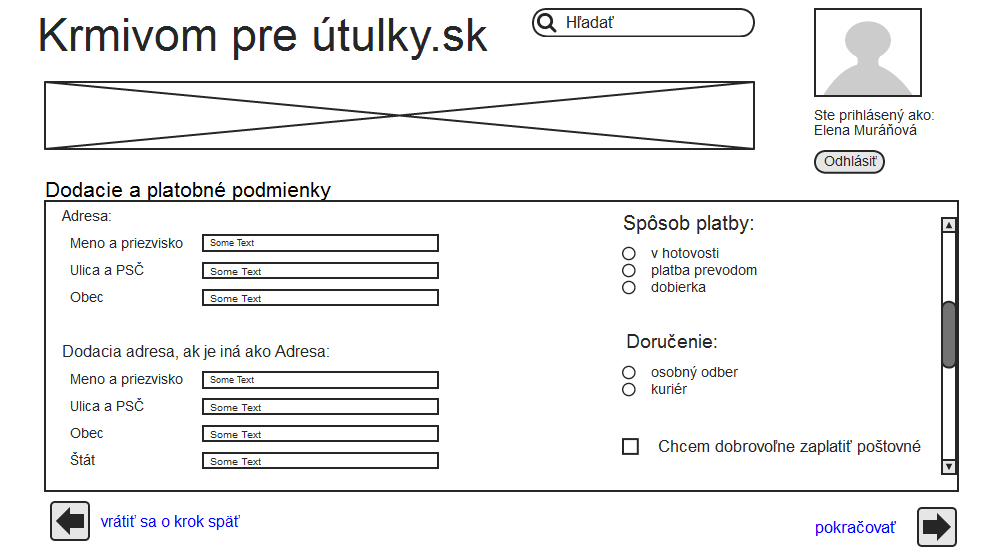 Krmivom pre útulky.sk
Hľadať
Ste prihlásený ako:
Elena Muráňová
Odhlásiť
Dodacie a platobné podmienky
Adresa:
Meno a priezvisko Some Text
Ulica a PSČ Some Text
Obec Some Text
Dodacia adresa, ak je iná ako Adresa:
Meno a priezvisko Some Text
Ulica a PSČ Some Text
Obec Some Text
Štát Some Text
Spôsob platby:
v hotovosti
platba prevodom
dobierka
Doručenie:
osobný odber
kuriér
Chcem dobrovoľne zaplatiť poštovné
vrátiť sa o krok späť
pokračovať